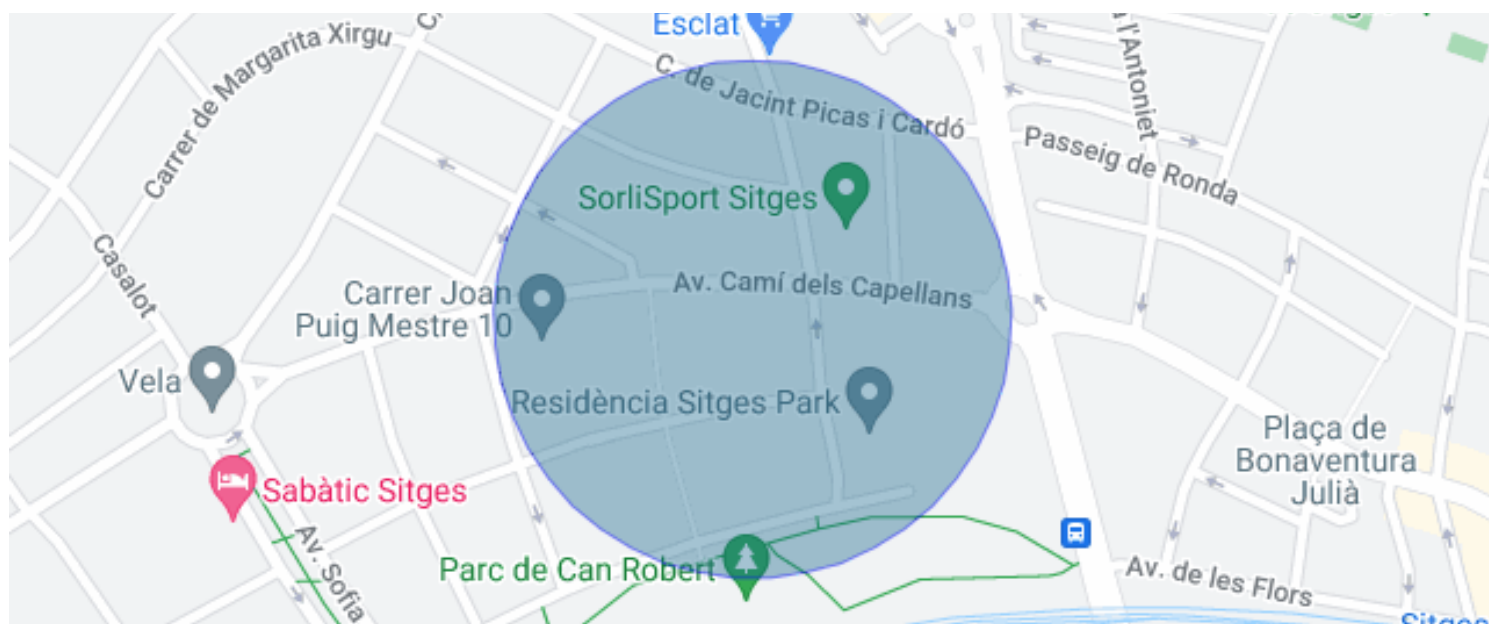 Esclat
Carrer de Margarita Xirgu
C. de Jacint Picas i Cardó
l'Antoniet
Passeig de Ronda
SorliSport Sitges
Casalot
Av. Camí dels Capellans
Carrer Joan
Puig Mestre 10
Vela
Residència Sitges Park
Plaça de
Bonaventura
Julià
Sabàtic Sitges
Av. Sofia
Parc de Can Robert
Av. de les Flors
Sitges